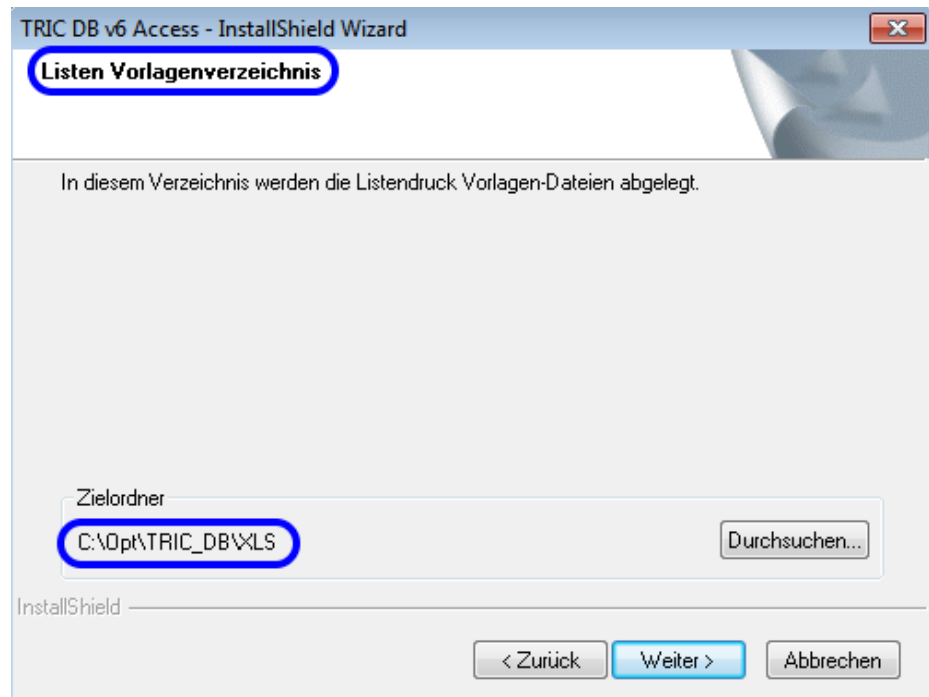 TRIC DB v6 Access - InstallShield Wizard
Listen Vorlagenverzeichnis
In diesem Verzeichnis werden die Listendruck Vorlagen-Dateien abgelegt.
Zielordner
C:\Opt\TRIC_DB\XLS
Durchsuchen...
InstallShield
< Zurück
Weiter >
Abbrechen